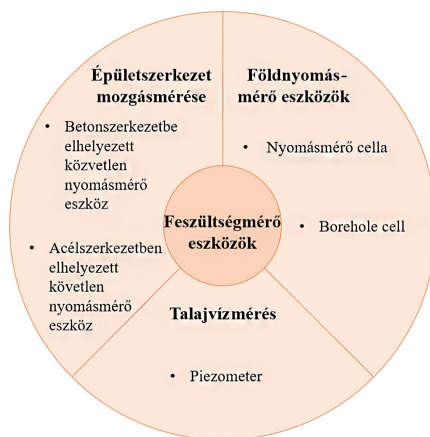 Épületszerkezet
mozgásmérése
• Betonszerkezetbe
elhelyezett
közvetlen
nyomásmérő
eszköz
• Acélszerkezetben
elhelyezett
követlen
nyomásmérő
eszköz
Földnyomás-
mérő eszközök
• Nyomásmérő cella
• Borehole cell
Feszültségmérő
eszközök
Talajvízmérés
• Piezometer